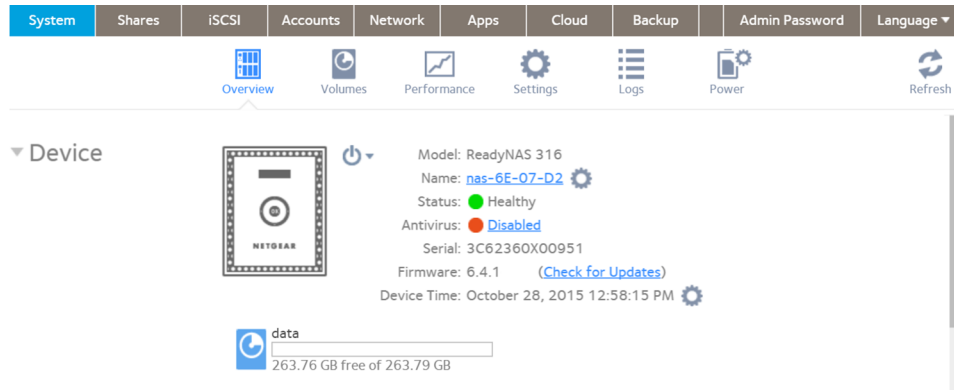 System Shares iSCSI Accounts Network Apps Cloud Backup Admin Password Language
Overview Volumes Performance Settings Logs Power Refresh
Device
NETGEAR
Model: ReadyNAS 316
Name: nas-6E-07-D2
Status: Healthy
Antivirus: Disabled
Serial: 3C62360X00951
Firmware: 6.4.1 (Check for Updates)
Device Time: October 28, 2015 12:58:15 PM
data
263.76 GB free of 263.79 GB